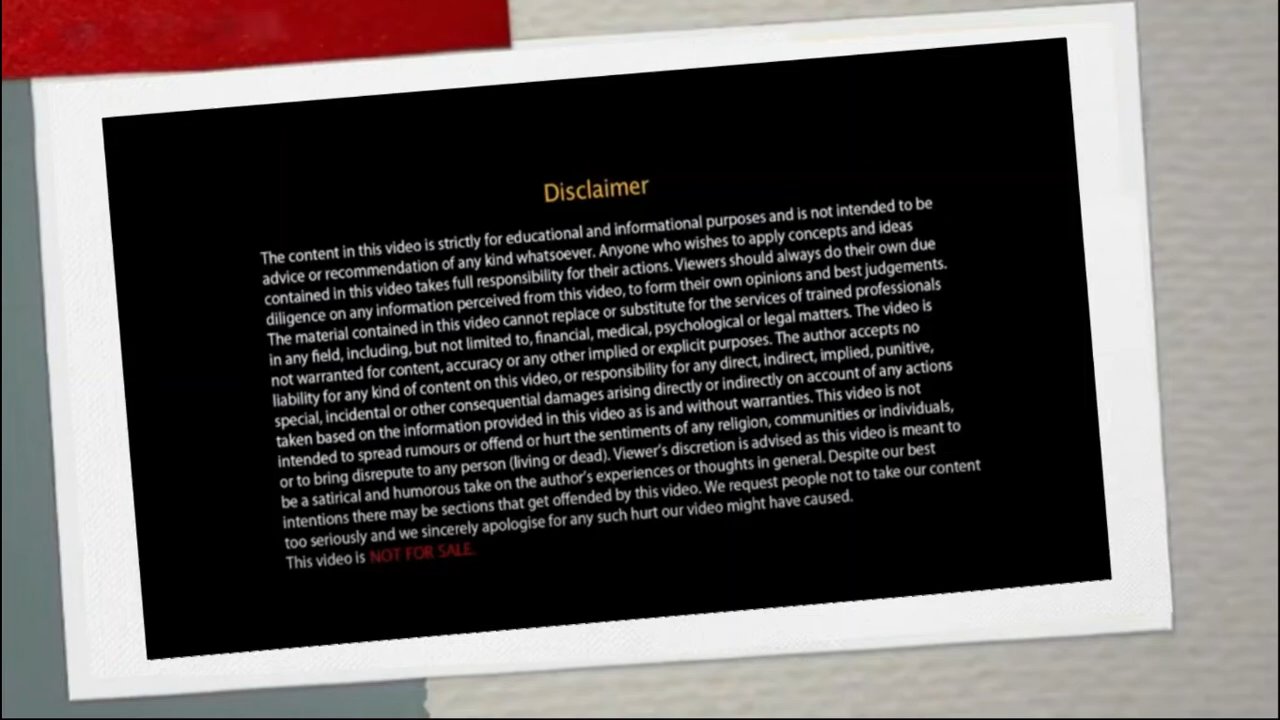 Disclaimer
The content in this video is strictly for educational and informational purposes and is not intended to be
advice or recommendation of any kind whatsoever. Anyone who wishes to apply concepts and ideas
contained in this video takes full responsibility for their actions. Viewers should always do their own due
diligence on any information perceived from this video, to form their own opinions and best judgements.
The material contained in this video cannot replace or substitute for the services of trained professionals
in any field, including, but not limited to, financial, medical, psychological or legal matters. The video is
not warranted for content, accuracy or any other implied or explicit purposes. The author accepts no
liability for any kind of content on this video, or responsibility for any direct, indirect, implied, punitive,
special, incidental or other consequential damages arising directly or indirectly on account of any actions
taken based on the information provided in this video as is and without warranties. This video is not
intended to spread rumours or offend or hurt the sentiments of any religion, communities or individuals,
or to bring disrepute to any person (living or dead). Viewer's discretion is advised as this video is meant to
be a satirical and humorous take on the author's experiences or thoughts in general. Despite our best
intentions there may be sections that get offended by this video. We request people not to take our content
too seriously and we sincerely apologise for any such hurt our video might have caused.
This video is NOT FOR SALE.